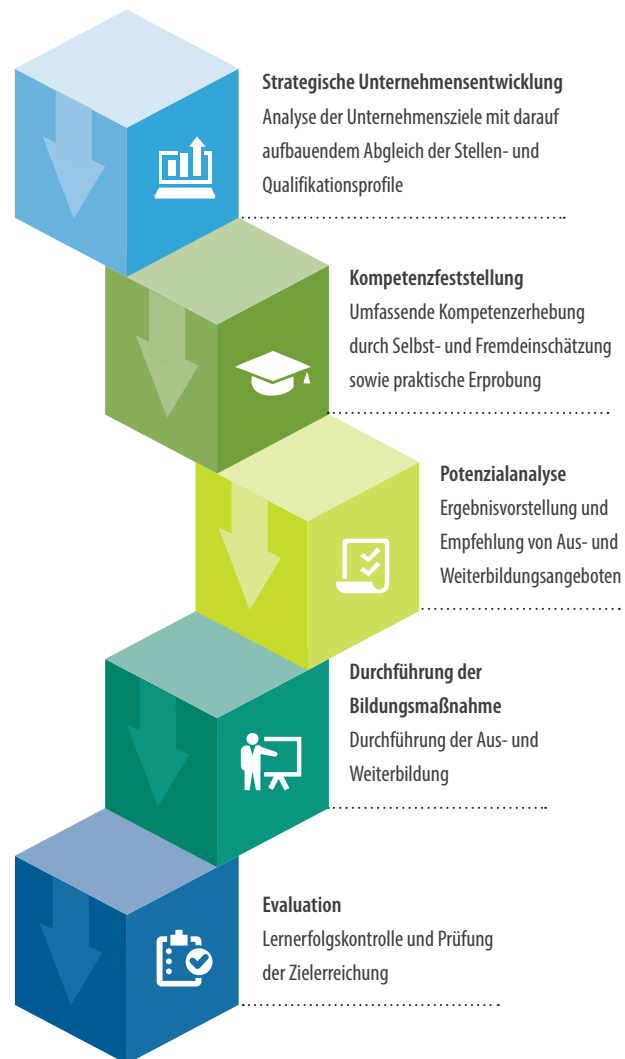 Strategische Unternehmensentwicklung
Analyse der Unternehmensziele mit darauf
aufbauendem Abgleich der Stellen- und
Qualifikationsprofile
Kompetenzfeststellung
Umfassende Kompetenzerhebung
durch Selbst- und Fremdeinschätzung
sowie praktische Erprobung
Potenzialanalyse
Ergebnisvorstellung und
Empfehlung von Aus- und
Weiterbildungsangeboten
Durchführung der
Bildungsmaßnahme
Durchführung der Aus- und
Weiterbildung
Evaluation
Lernerfolgskontrolle und Prüfung
der Zielerreichung